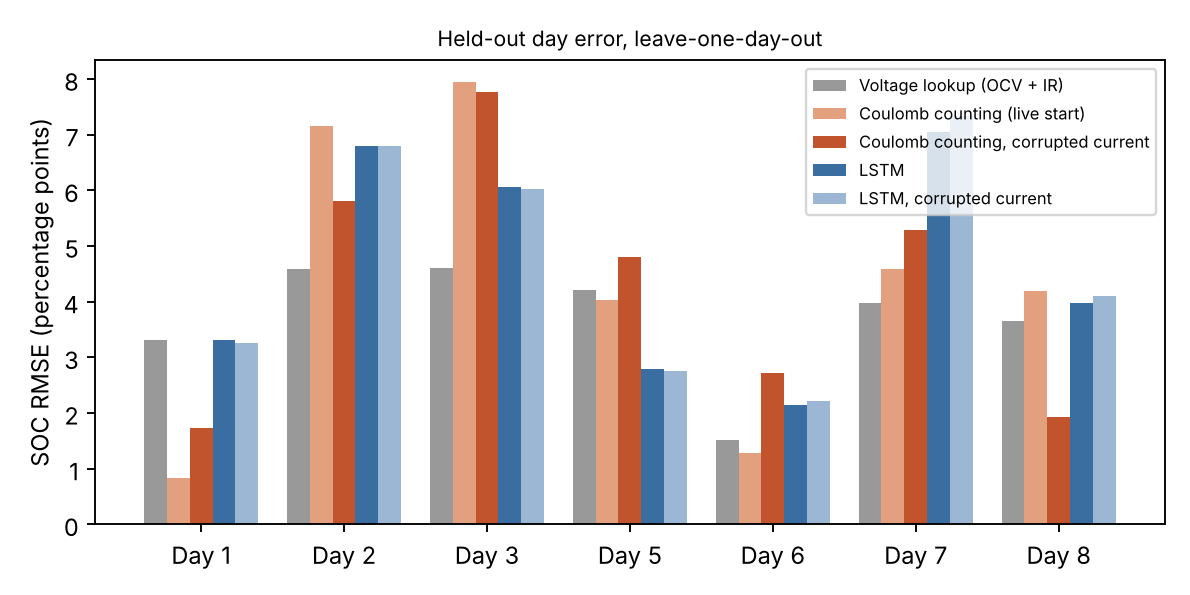 Held-out day error, leave-one-day-out
SOC RMSE (percentage points)
8
7
6
5
4
3
2
1
0
Voltage lookup (OCV + IR)
Coulomb counting (live start)
Coulomb counting, corrupted current
LSTM
LSTM, corrupted current
Day 1
Day 2
Day 3
Day 5
Day 6
Day 7
Day 8